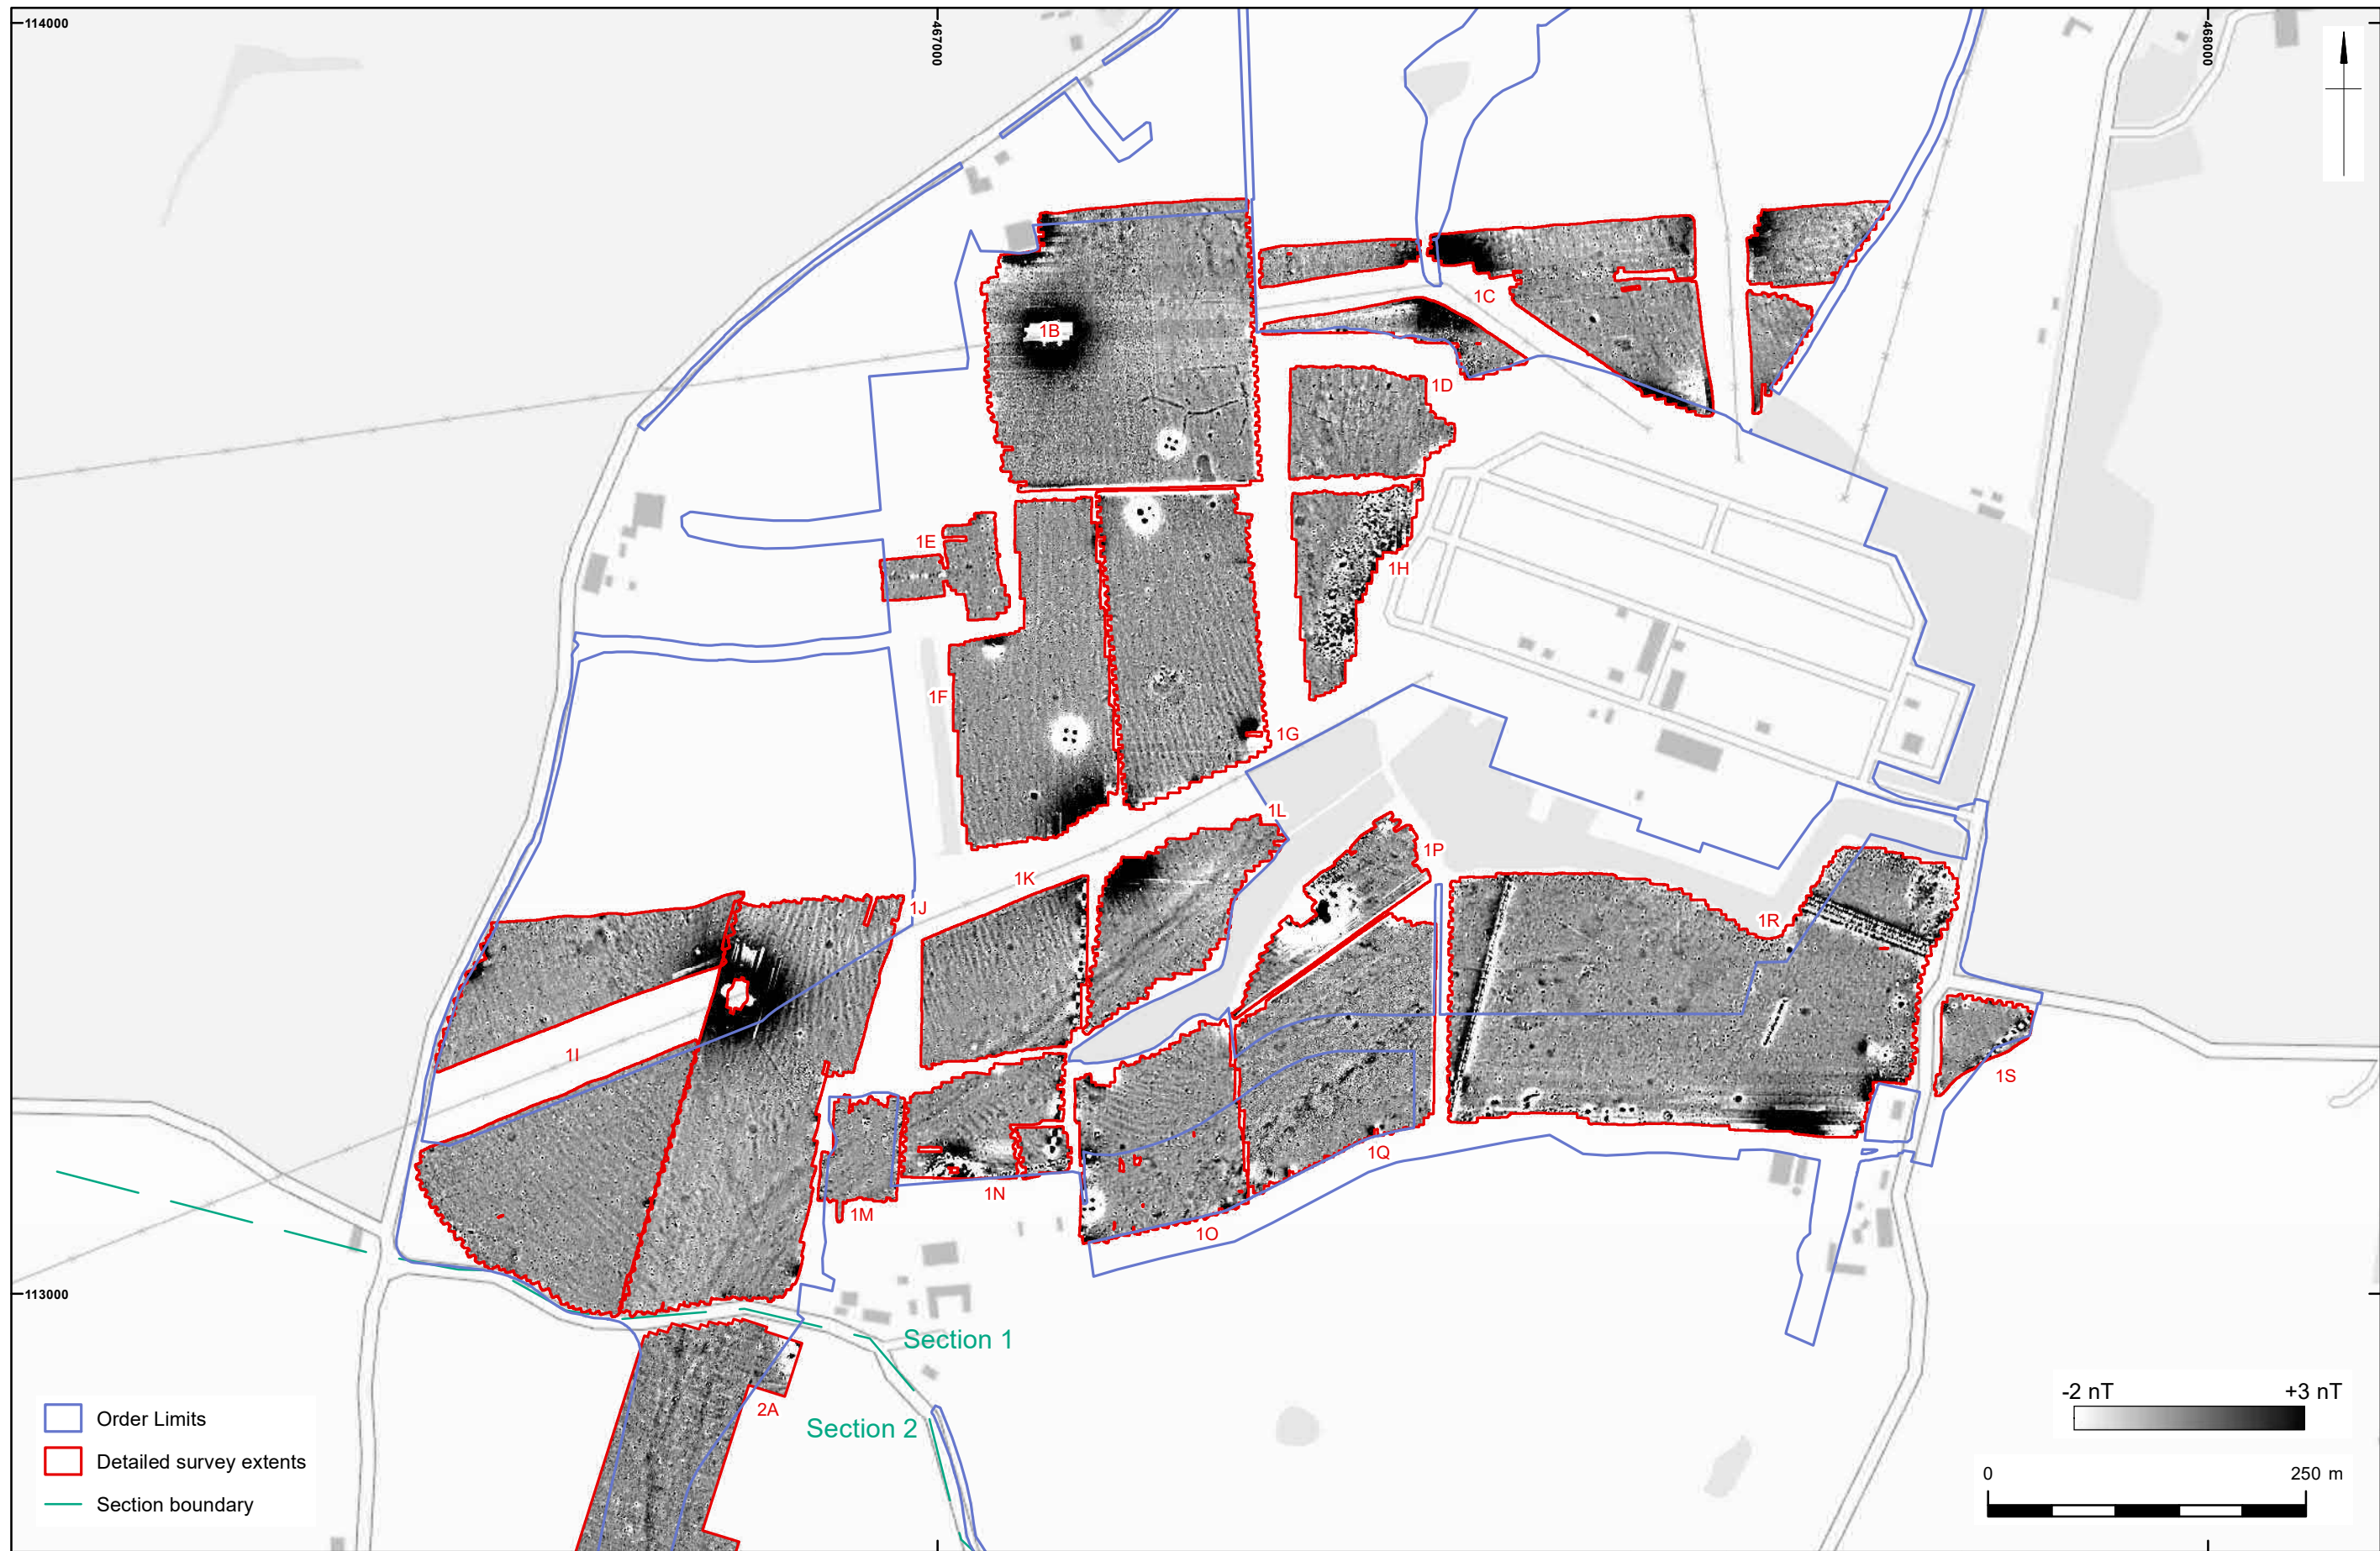 114000
467000
468000
1B
1C
1D
1E
1H
1F
1G
1L
1P
1K
1J
1R
1I
1S
1Q
1N
1M
1O
113000
Section 1
Section 2
2A
Order Limits
Detailed survey extents
Section boundary
-2 nT +3 nT
0 250 m